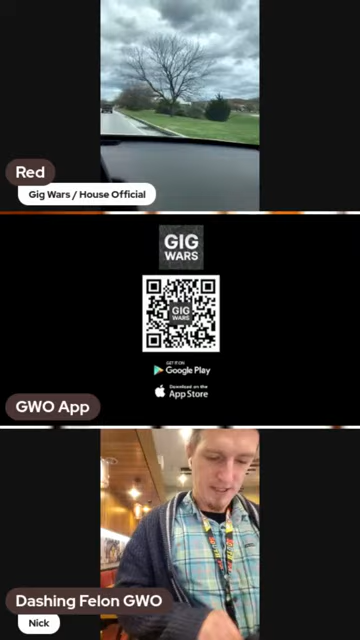 Red
Gig Wars / House Official
GIG
WARS
GIG
WARS
GET IT ON
Google Play
Download on the
App Store
GWO App
Dashing Felon GWO
Nick